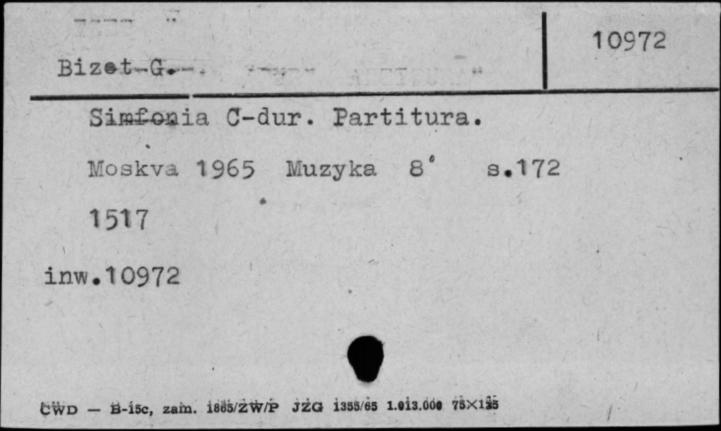 10972
Bizet G.
Simfonia C-dur. Partitura.
Moskva 1965 Muzyka 8° s.172
1517
inw.10972
CWD — B-15c, zam. 1865/ZW/P JZG 1355/65 1.013.000 75×125